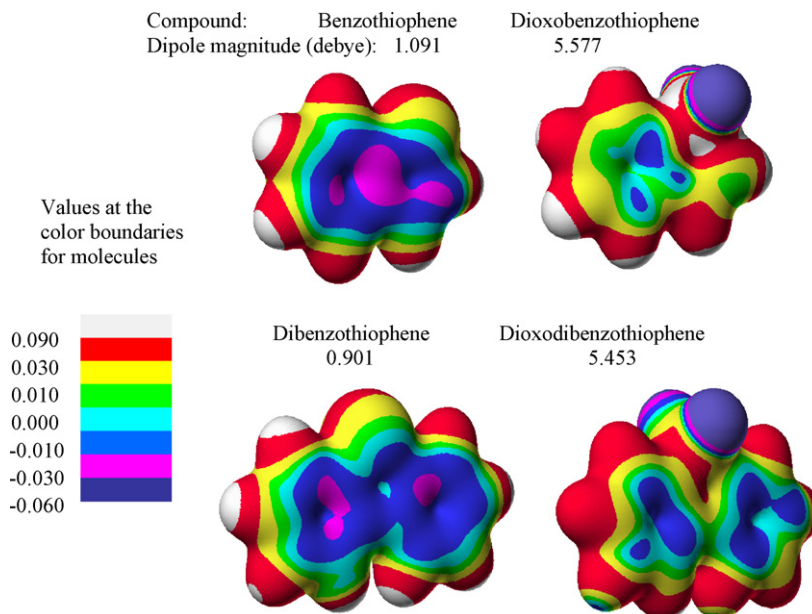 Compound: Benzothiophene Dioxobenzothiophene
Dipole magnitude (debye): 1.091 5.577
Values at the
color boundaries
for molecules
0.090
0.030
0.010
0.000
-0.010
-0.030
-0.060
Dibenzothiophene Dioxodibenzothiophene
0.901 5.453